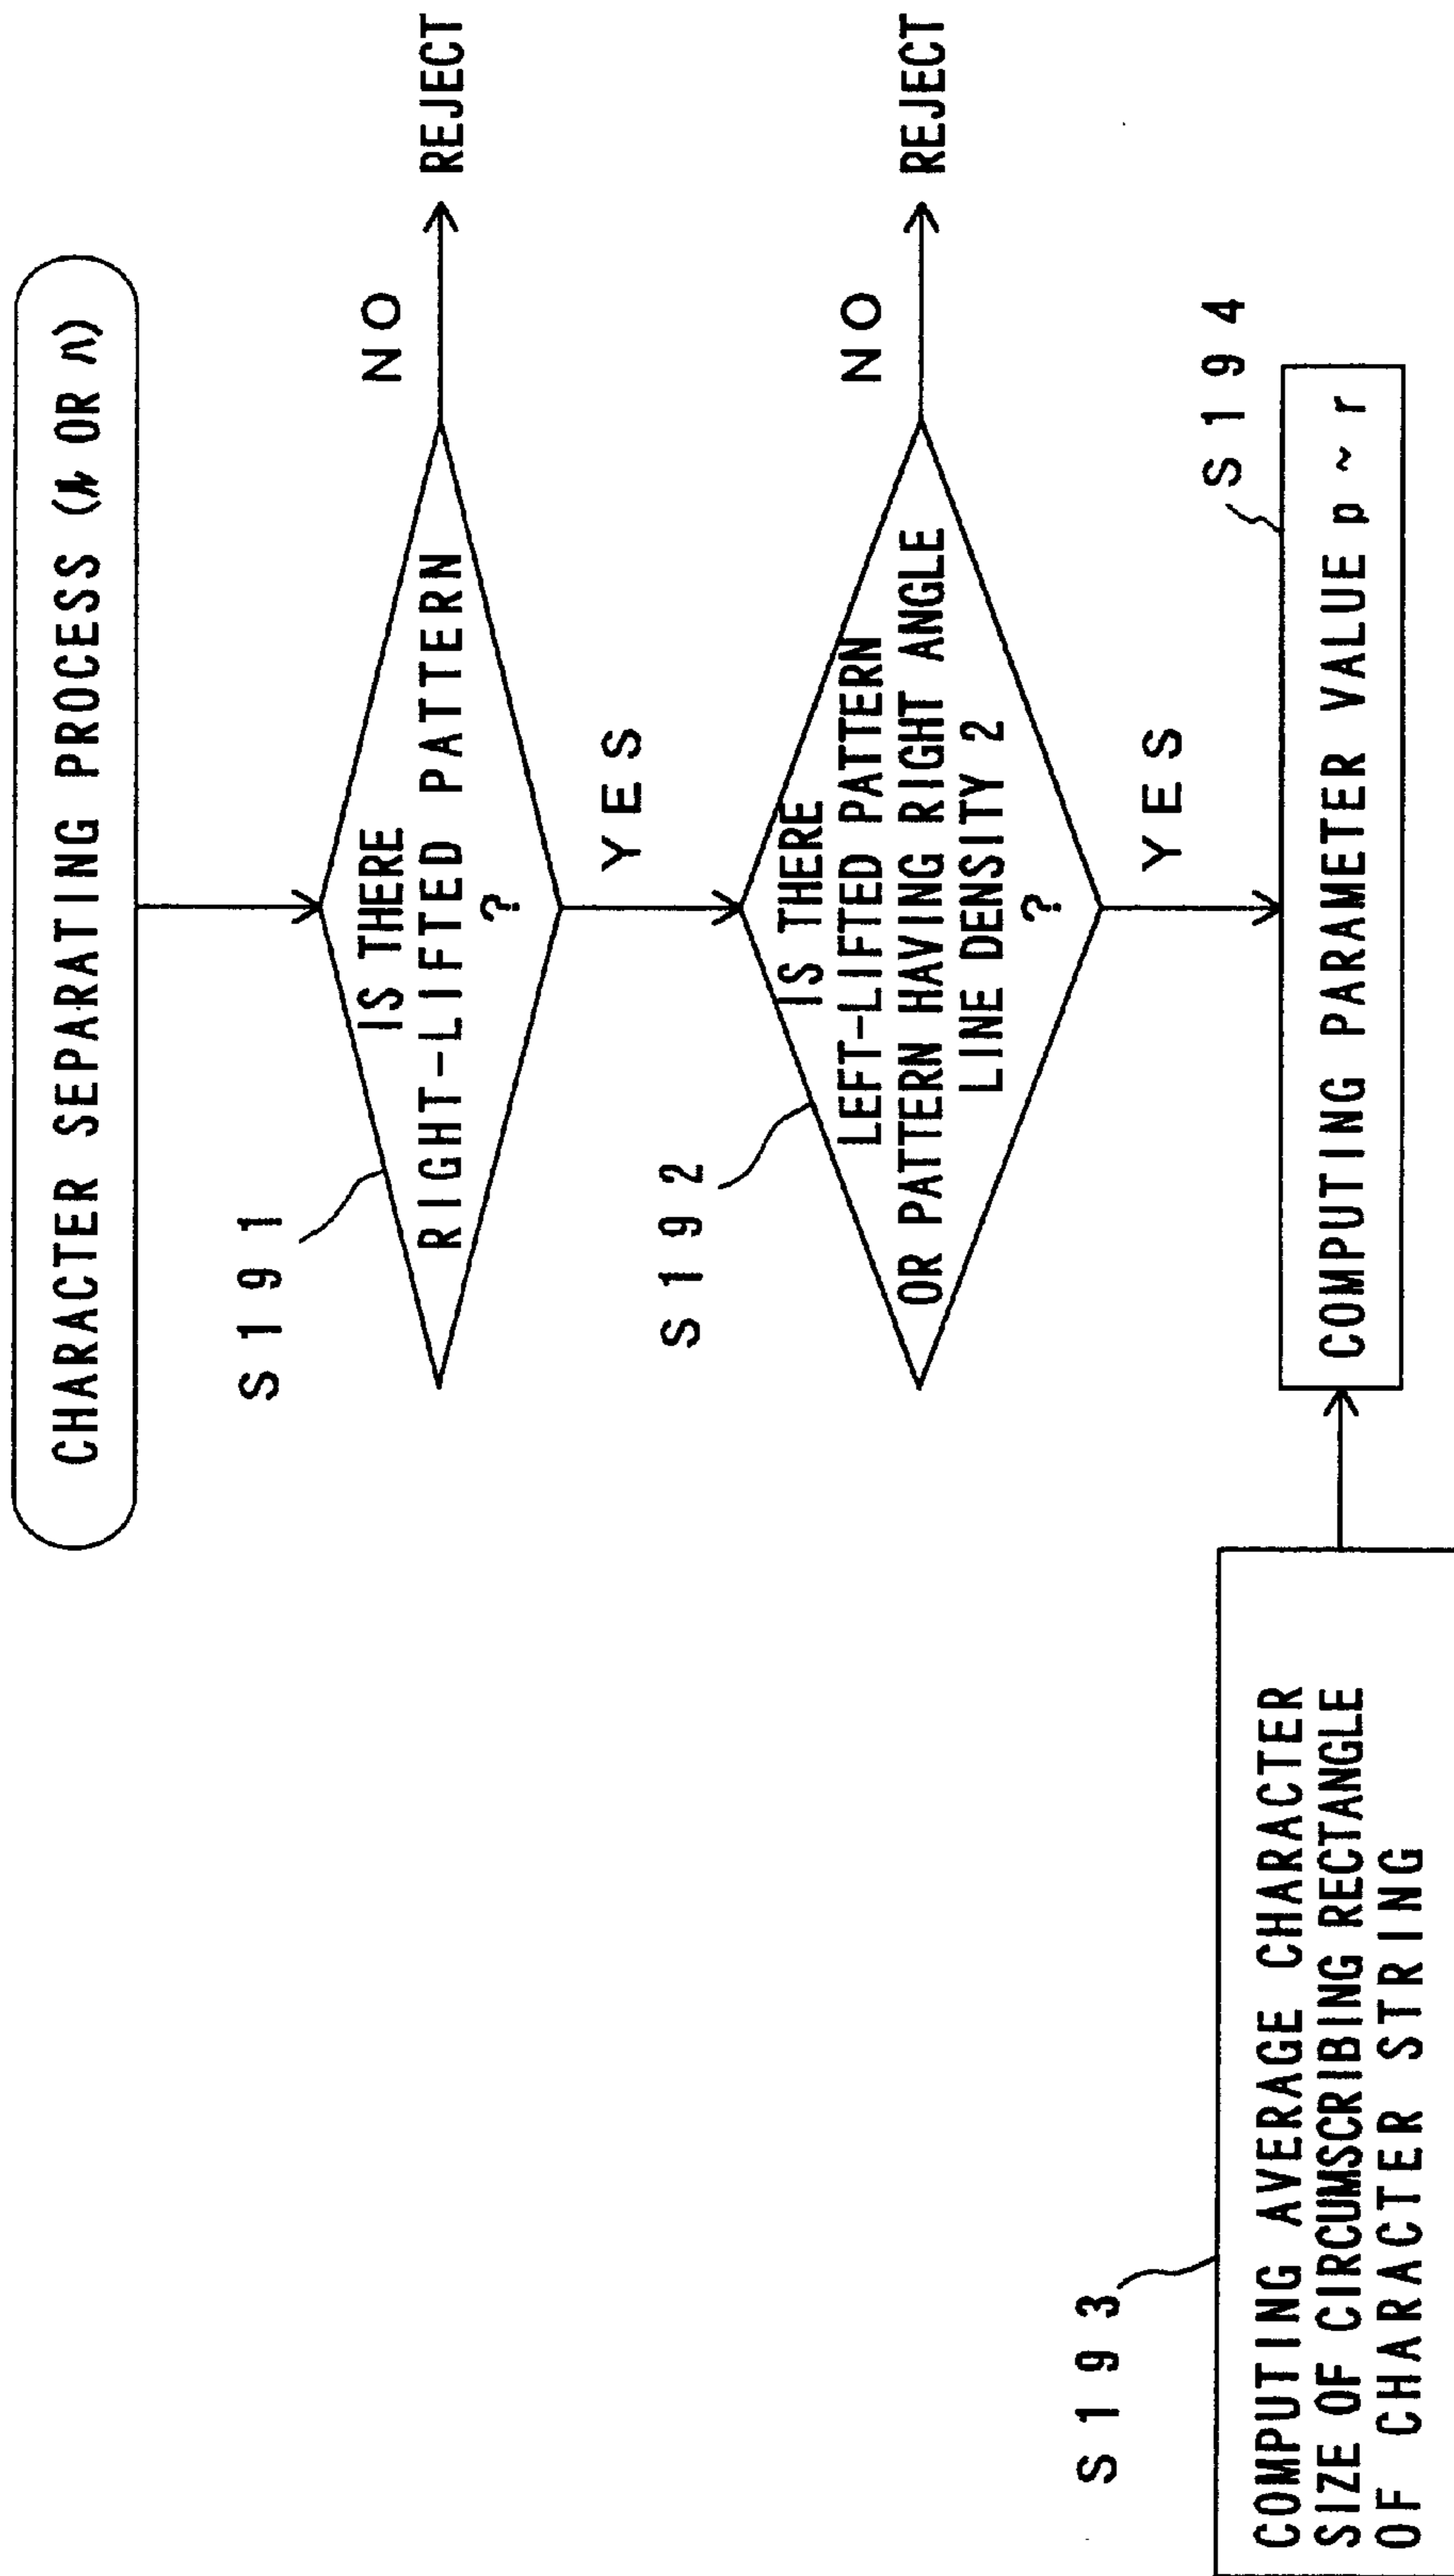 CHARACTER SEPARATING PROCESS ( OR ハ)
S191
IS THERE
RIGHT-LIFTED PATTERN
?
NO
REJECT
YES
S192
IS THERE
LEFT-LIFTED PATTERN
OR PATTERN HAVING RIGHT ANGLE
LINE DENSITY 2
?
NO
REJECT
YES
S193
COMPUTING AVERAGE CHARACTER
SIZE OF CIRCUMSCRIBING RECTANGLE
OF CHARACTER STRING
S194
COMPUTING PARAMETER VALUE p ~ r